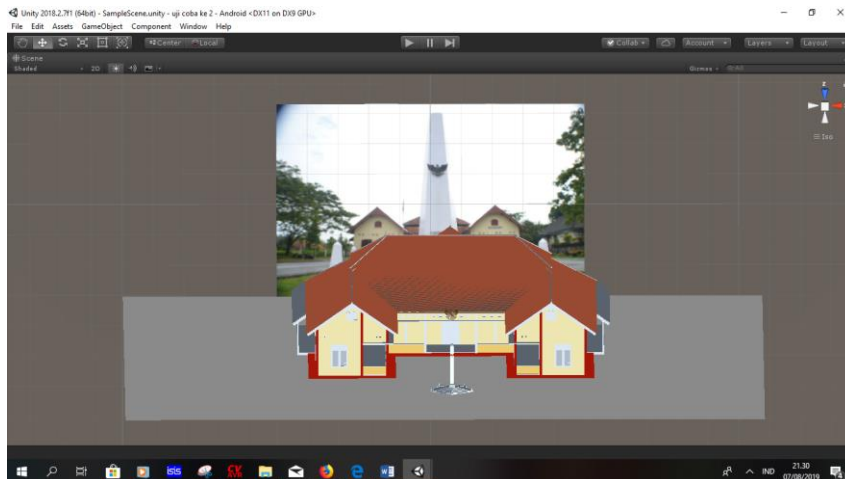 Unity 2018.2.7f1 (64bit) - SampleScene.unity - uji coba ke 2 - Android <DX11 on DX9 GPU>
File Edit Assets GameObject Component Window Help
Center Local Collab Account Layers Layout
Scene
Shaded 2D Gizmos
z
Iso
isis
W
IND 21.30
07/08/2019